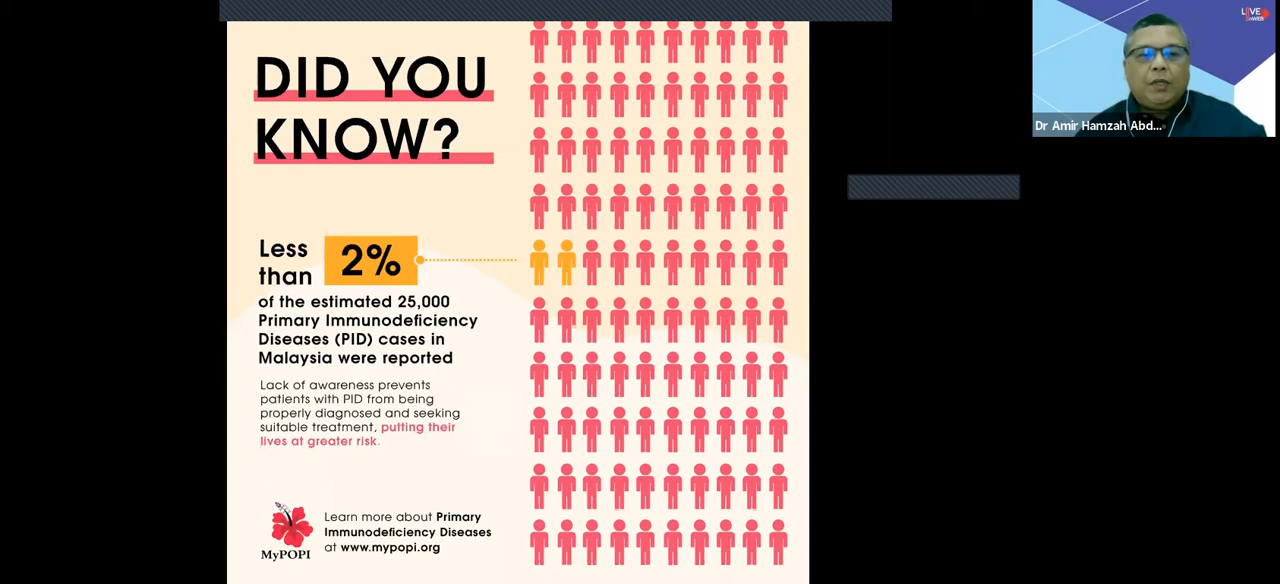 DID YOU
KNOW?
Less
than
2%
of the estimated 25,000
Primary Immunodeficiency
Diseases (PID) cases in
Malaysia were reported
Lack of awareness prevents
patients with PID from being
properly diagnosed and seeking
suitable treatment, putting their
lives at greater risk.
MyPOPI
Learn more about Primary
Immunodeficiency Diseases
at www.mypopi.org
LIVE
Dr Amir Hamzah Abd...